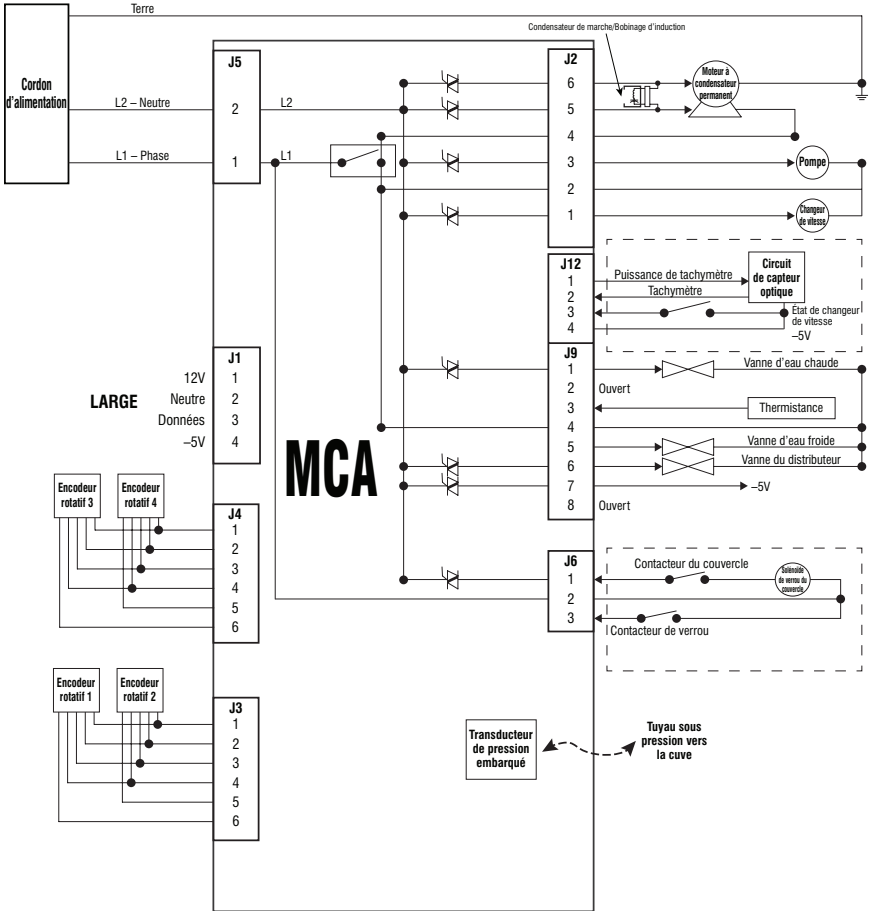 Terre
Condensateur de marche/Bobinage d'induction
Cordon
d'alimentation
L2 – Neutre
L1 – Phase
J5
2
1
L2
L1
J2
6
5
4
3
2
1
Moteur à
condensateur
permanent
Pompe
Changeur
de vitesse
J12
1
2
3
4
Puissance de tachymètre
Tachymètre
Circuit
de capteur
optique
État de changeur
de vitesse
–5V
J1
12V 1
Neutre 2
Données 3
–5V 4
LARGE
MCA
J9
1
2 Ouvert
3
4
5
6
7
8 Ouvert
Vanne d'eau chaude
Thermistance
Vanne d'eau froide
Vanne du distributeur
–5V
Encodeur
rotatif 3
Encodeur
rotatif 4
J4
1
2
3
4
5
6
J6
1
2
3
Contacteur du couvercle
Solénoïde
de verrou du
couvercle
Contacteur de verrou
Encodeur
rotatif 1
Encodeur
rotatif 2
J3
1
2
3
4
5
6
Transducteur
de pression
embarqué
Tuyau sous
pression vers
la cuve